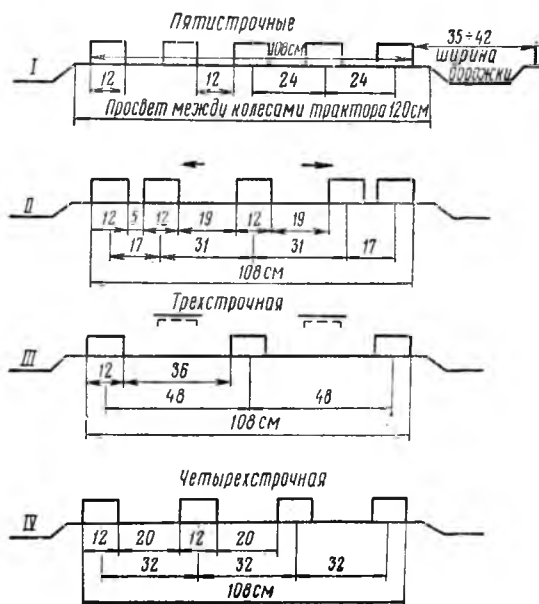 Пятистрочные
108см
35÷42
ширина
дорожки
I
12
12
24
24
Просвет между колесами трактора 120см
II
12
5
12
19
12
19
17
31
31
17
108 см
Трехстрочная
III
12
36
48
48
108 см
Четырехстрочная
IV
12
20
12
20
32
32
32
108см